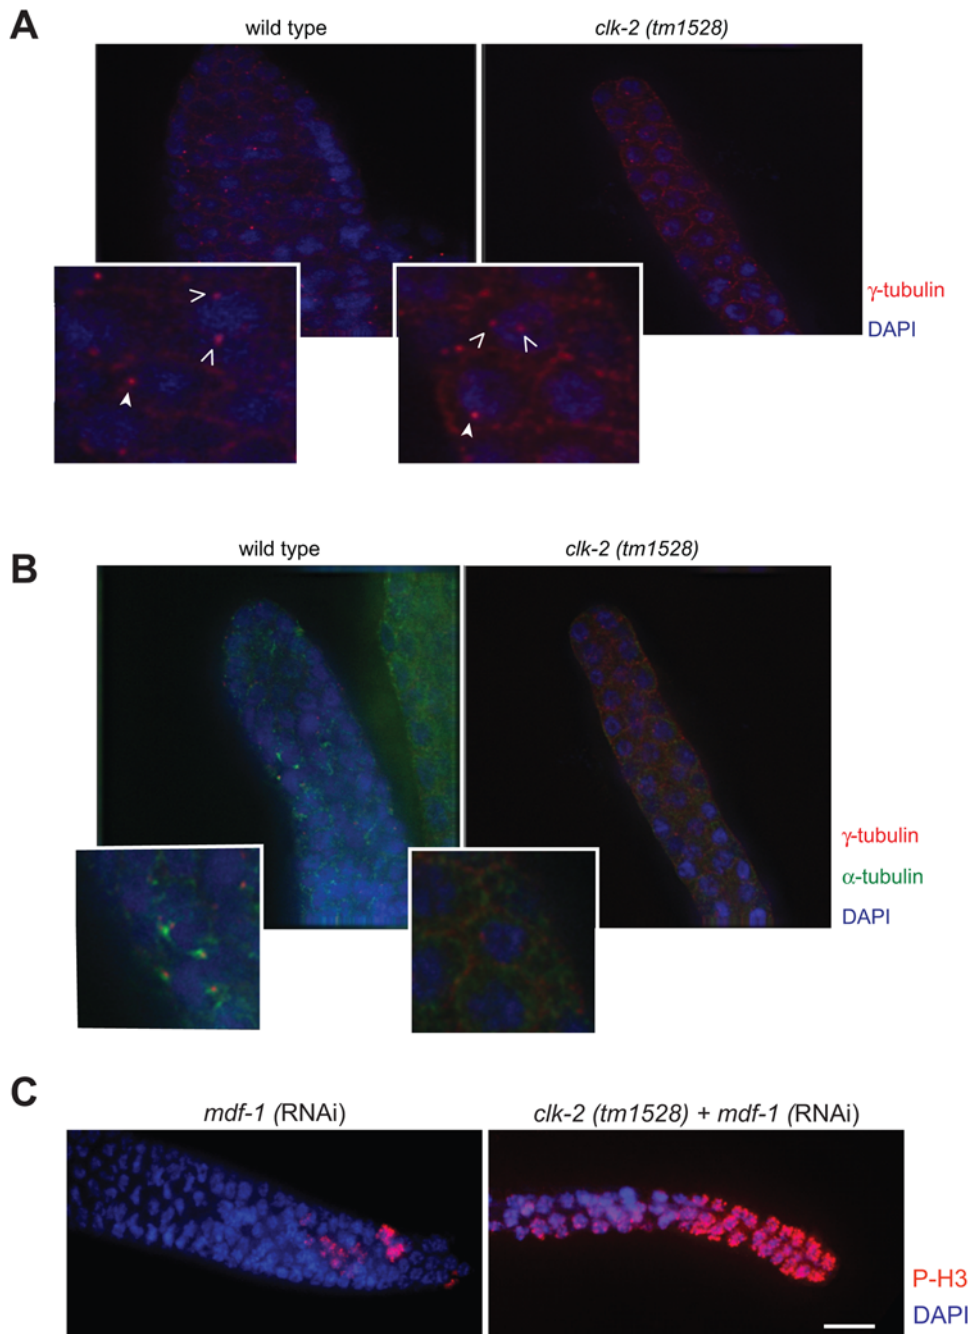 A
wild type
clk-2 (tm1528)
γ-tubulin
DAPI
B
wild type
clk-2 (tm1528)
γ-tubulin
α-tubulin
DAPI
C
mdf-1 (RNAi)
clk-2 (tm1528) + mdf-1 (RNAi)
P-H3
DAPI